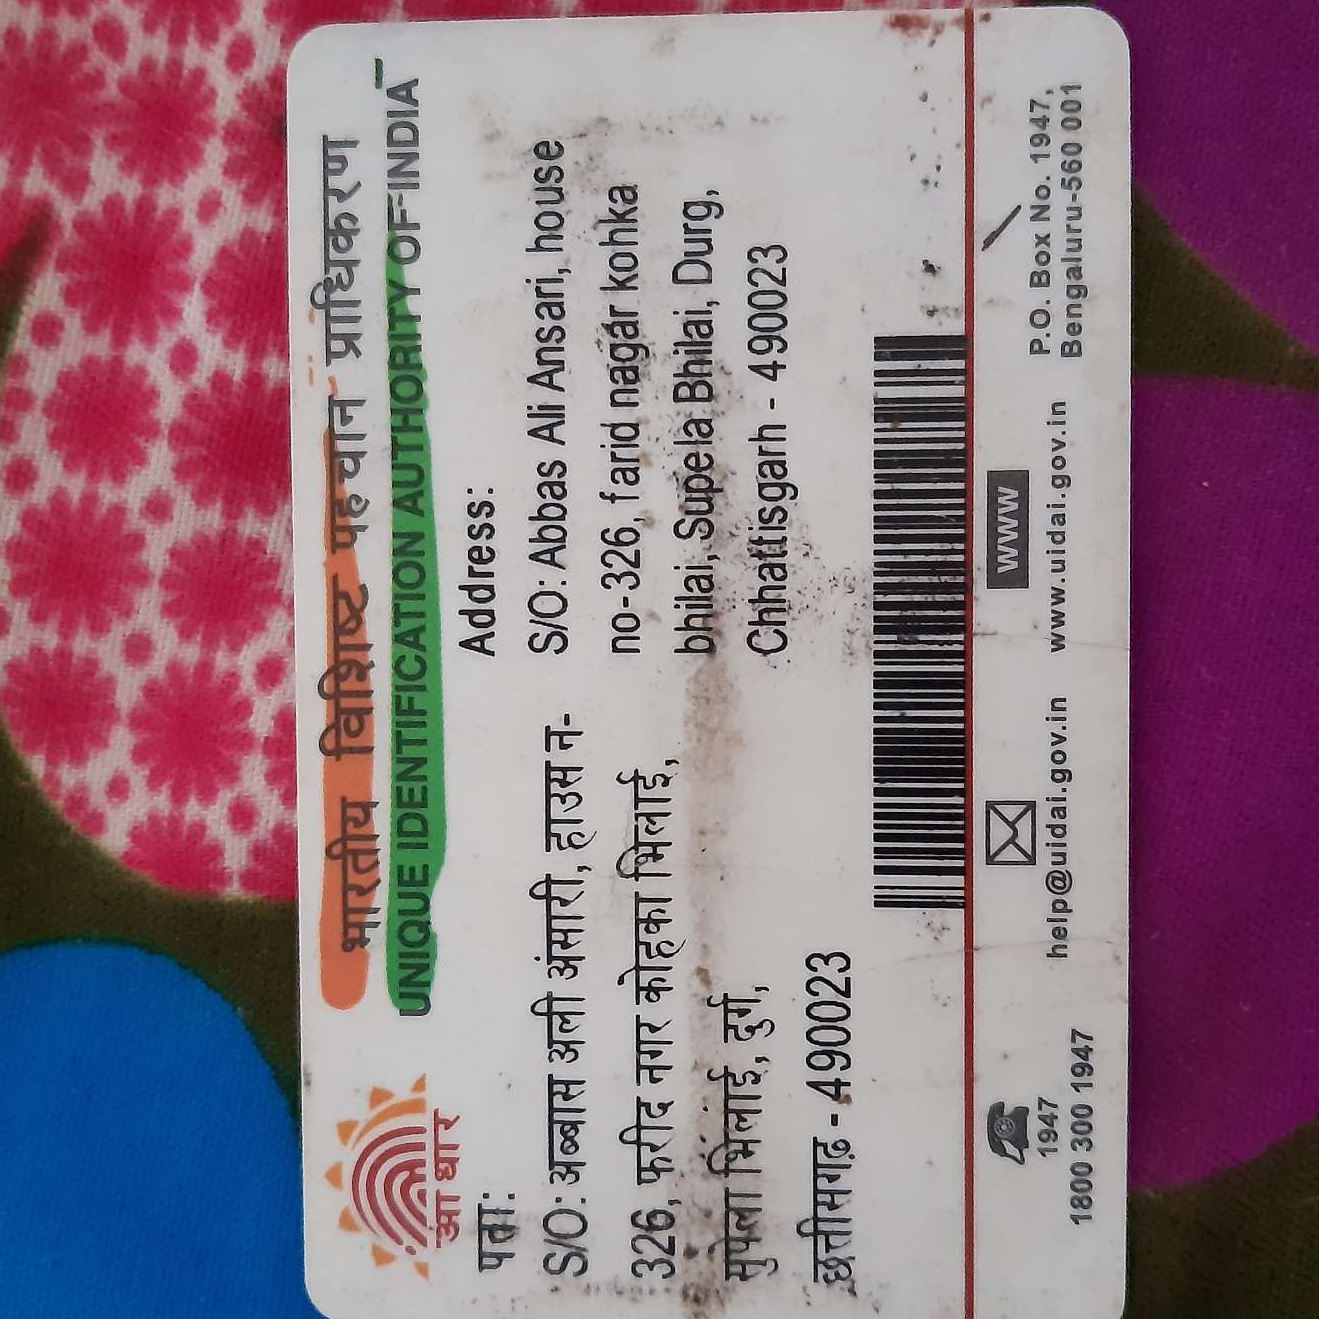 भारतीय विशिष्ट पहचान प्राधिकरण
UNIQUE IDENTIFICATION AUTHORITY OF INDIA
आधार
पता:
S/O: अब्बास अली अंसारी, हाउस न-
326, फरीद नगर कोहका भिलाई,
सुपेला भिलाई, दुर्ग,
छत्तीसगढ़ - 490023
Address:
S/O: Abbas Ali Ansari, house
no-326, farid nagar kohka
bhilai, Supela Bhilai, Durg,
Chhattisgarh - 490023
1947
1800 300 1947
help@uidai.gov.in
WWW
www.uidai.gov.in
P.O. Box No. 1947,
Bengaluru-560 001